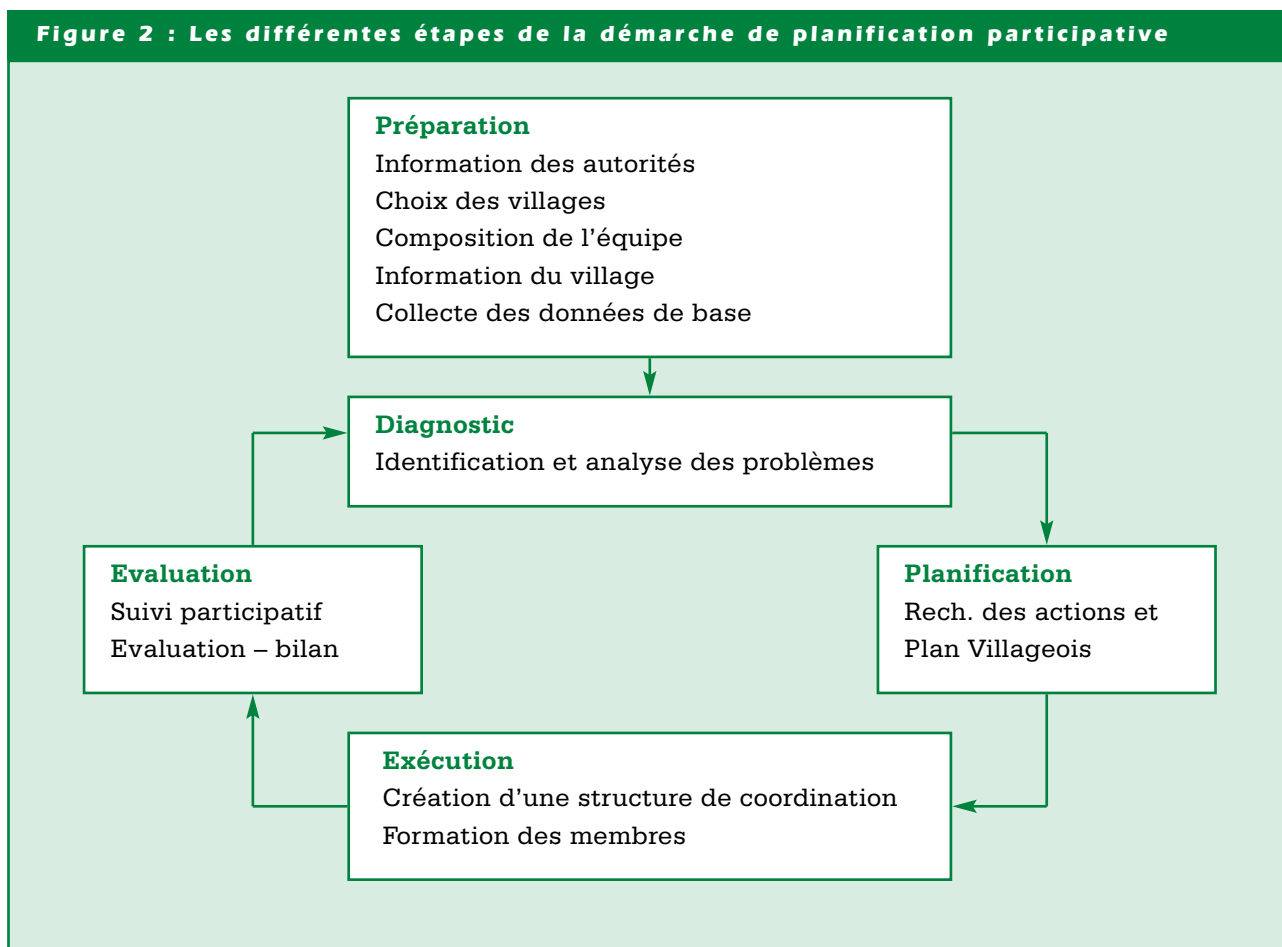 Figure 2 : Les différentes étapes de la démarche de planification participative
Préparation
Information des autorités
Choix des villages
Composition de l’équipe
Information du village
Collecte des données de base
Diagnostic
Identification et analyse des problèmes
Planification
Rech. des actions et
Plan Villageois
Exécution
Création d’une structure de coordination
Formation des membres
Evaluation
Suivi participatif
Evaluation – bilan